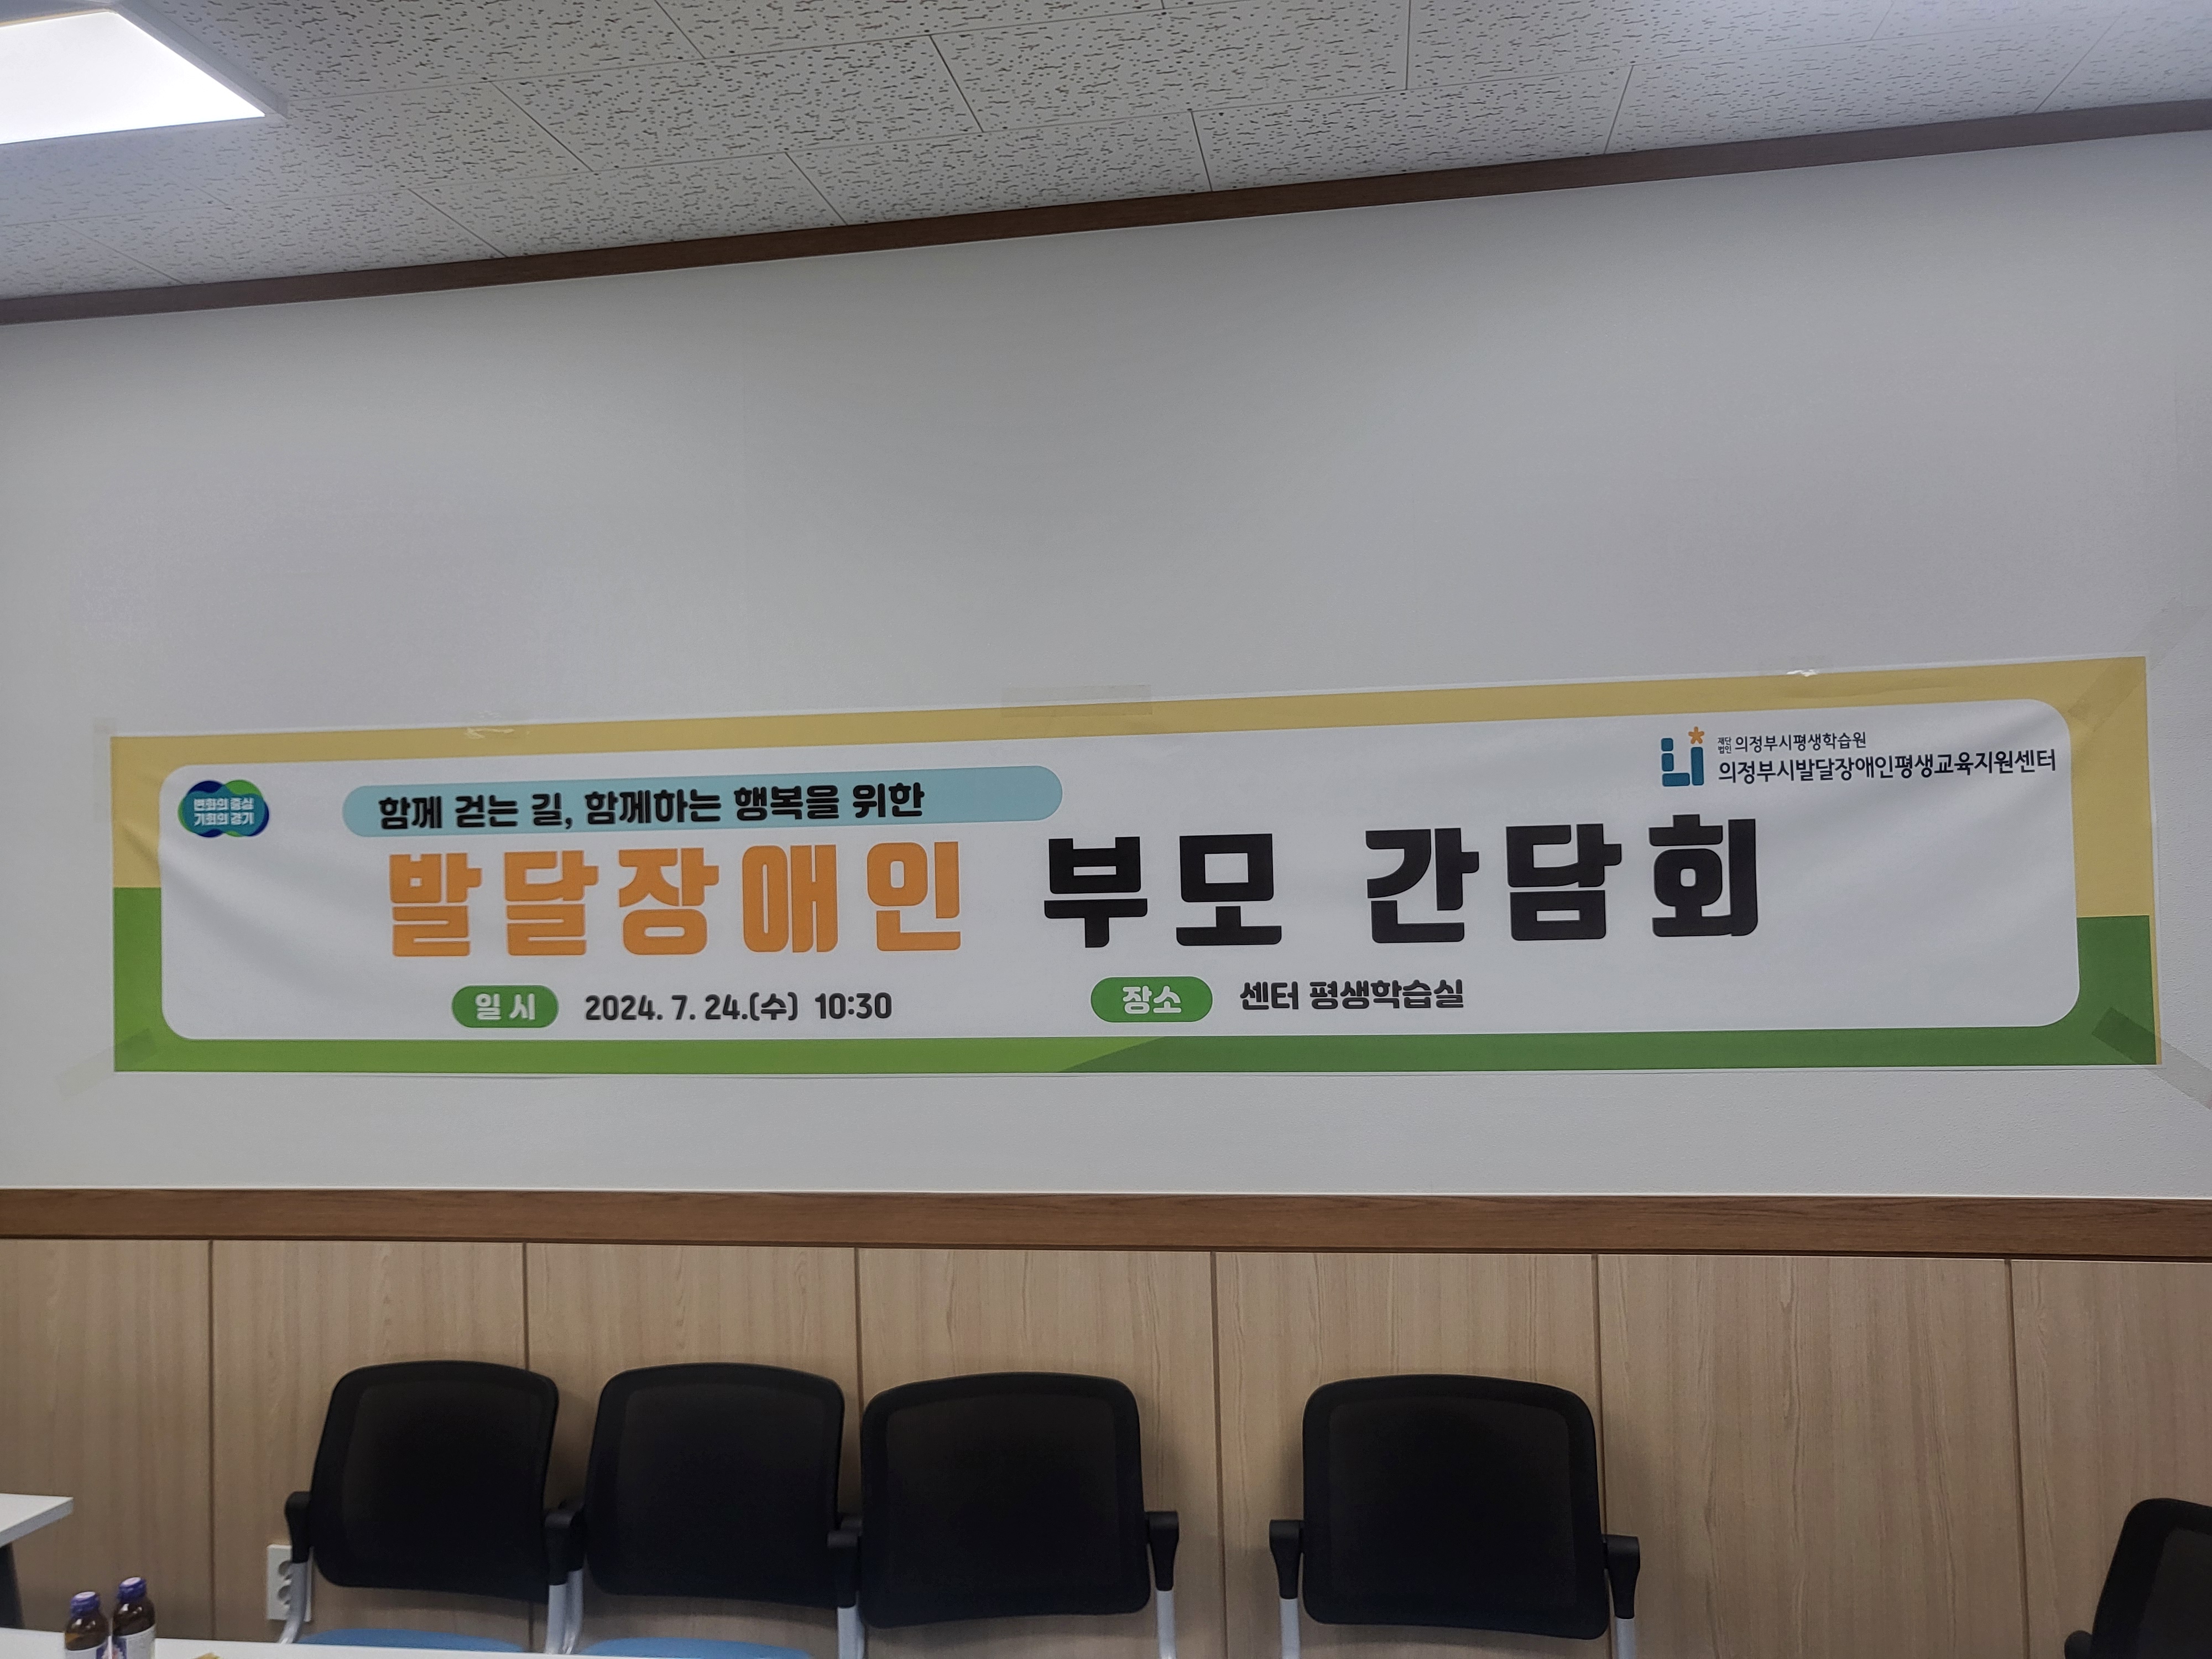 변화의 중심
기회의 경기
함께 걷는 길, 함께하는 행복을 위한
재단
법인 의정부시평생학습원
의정부시발달장애인평생교육지원센터
발달장애인 부모 간담회
일 시 2024. 7. 24.(수) 10:30
장소 센터 평생학습실